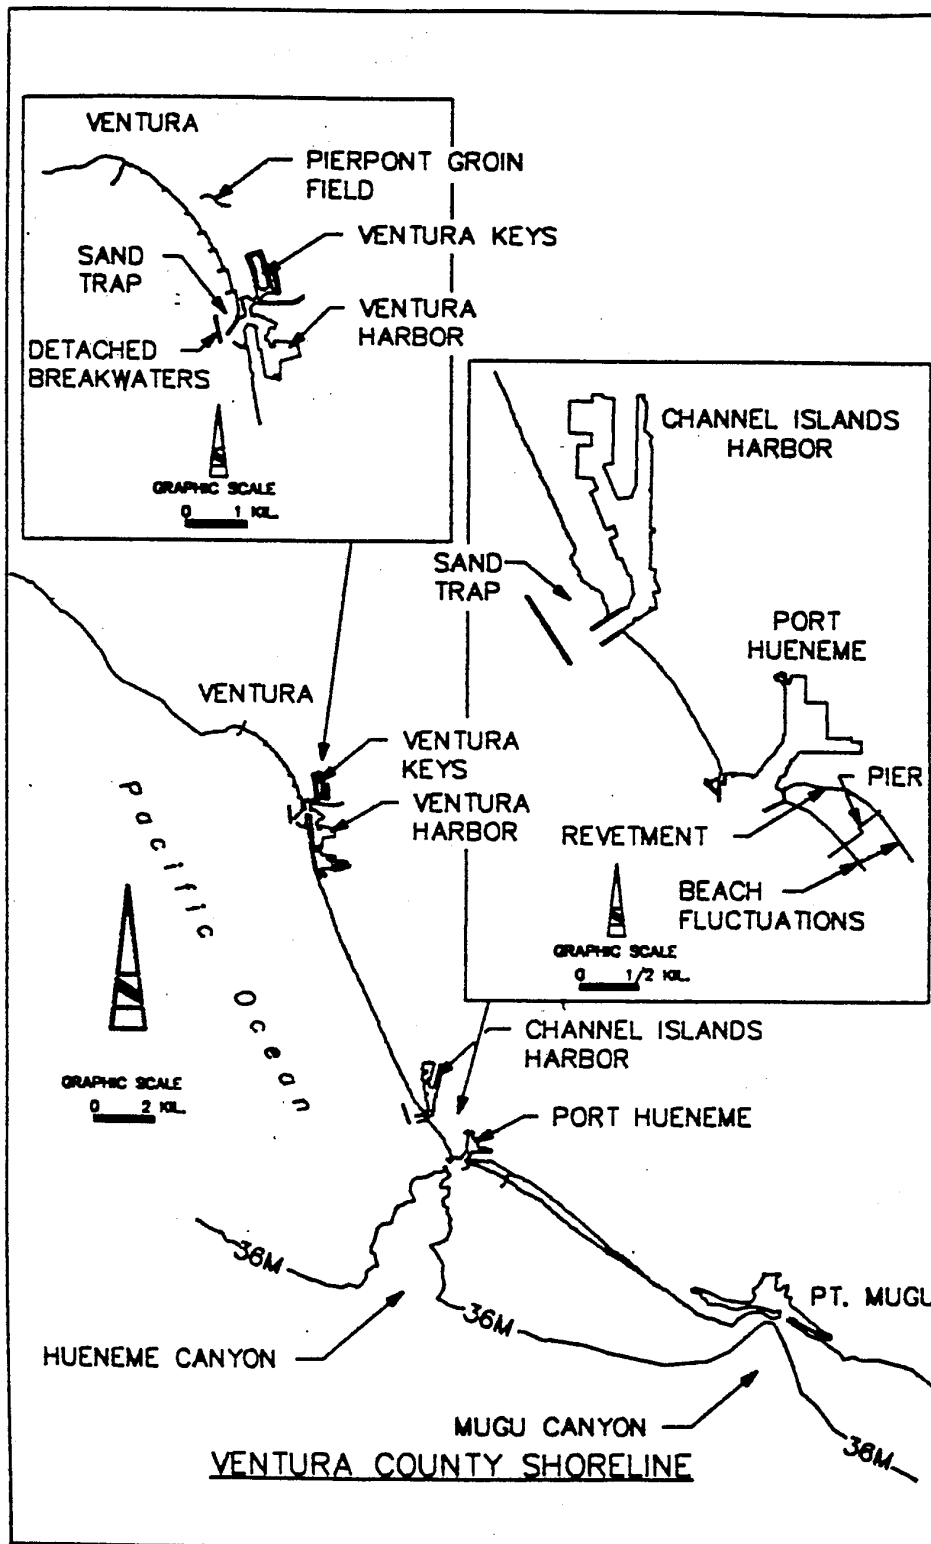 VENTURA
PIERPONT GROIN
FIELD
VENTURA KEYS
SAND
TRAP
VENTURA
HARBOR
DETACHED
BREAKWATERS
GRAPHIC SCALE
0 1 KIL.
CHANNEL ISLANDS
HARBOR
SAND
TRAP
PORT
HUENEME
PIER
REVETMENT
BEACH
FLUCTUATIONS
GRAPHIC SCALE
0 1/2 KIL.
VENTURA
VENTURA
KEYS
VENTURA
HARBOR
Pacific
Ocean
GRAPHIC SCALE
0 2 KIL.
CHANNEL ISLANDS
HARBOR
PORT HUENEME
36M
36M
PT. MUGU
HUENEME CANYON
MUGU CANYON
36M
VENTURA COUNTY SHORELINE